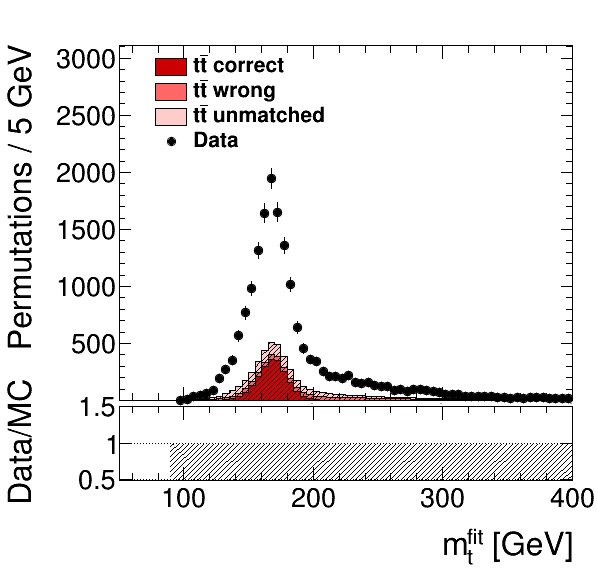 Permutations / 5 GeV
3000
2500
2000
1500
1000
500
tt̄ correct
tt̄ wrong
tt̄ unmatched
Data
Data/MC
1.5
1
0.5
100 200 300 400
m_t^fit [GeV]